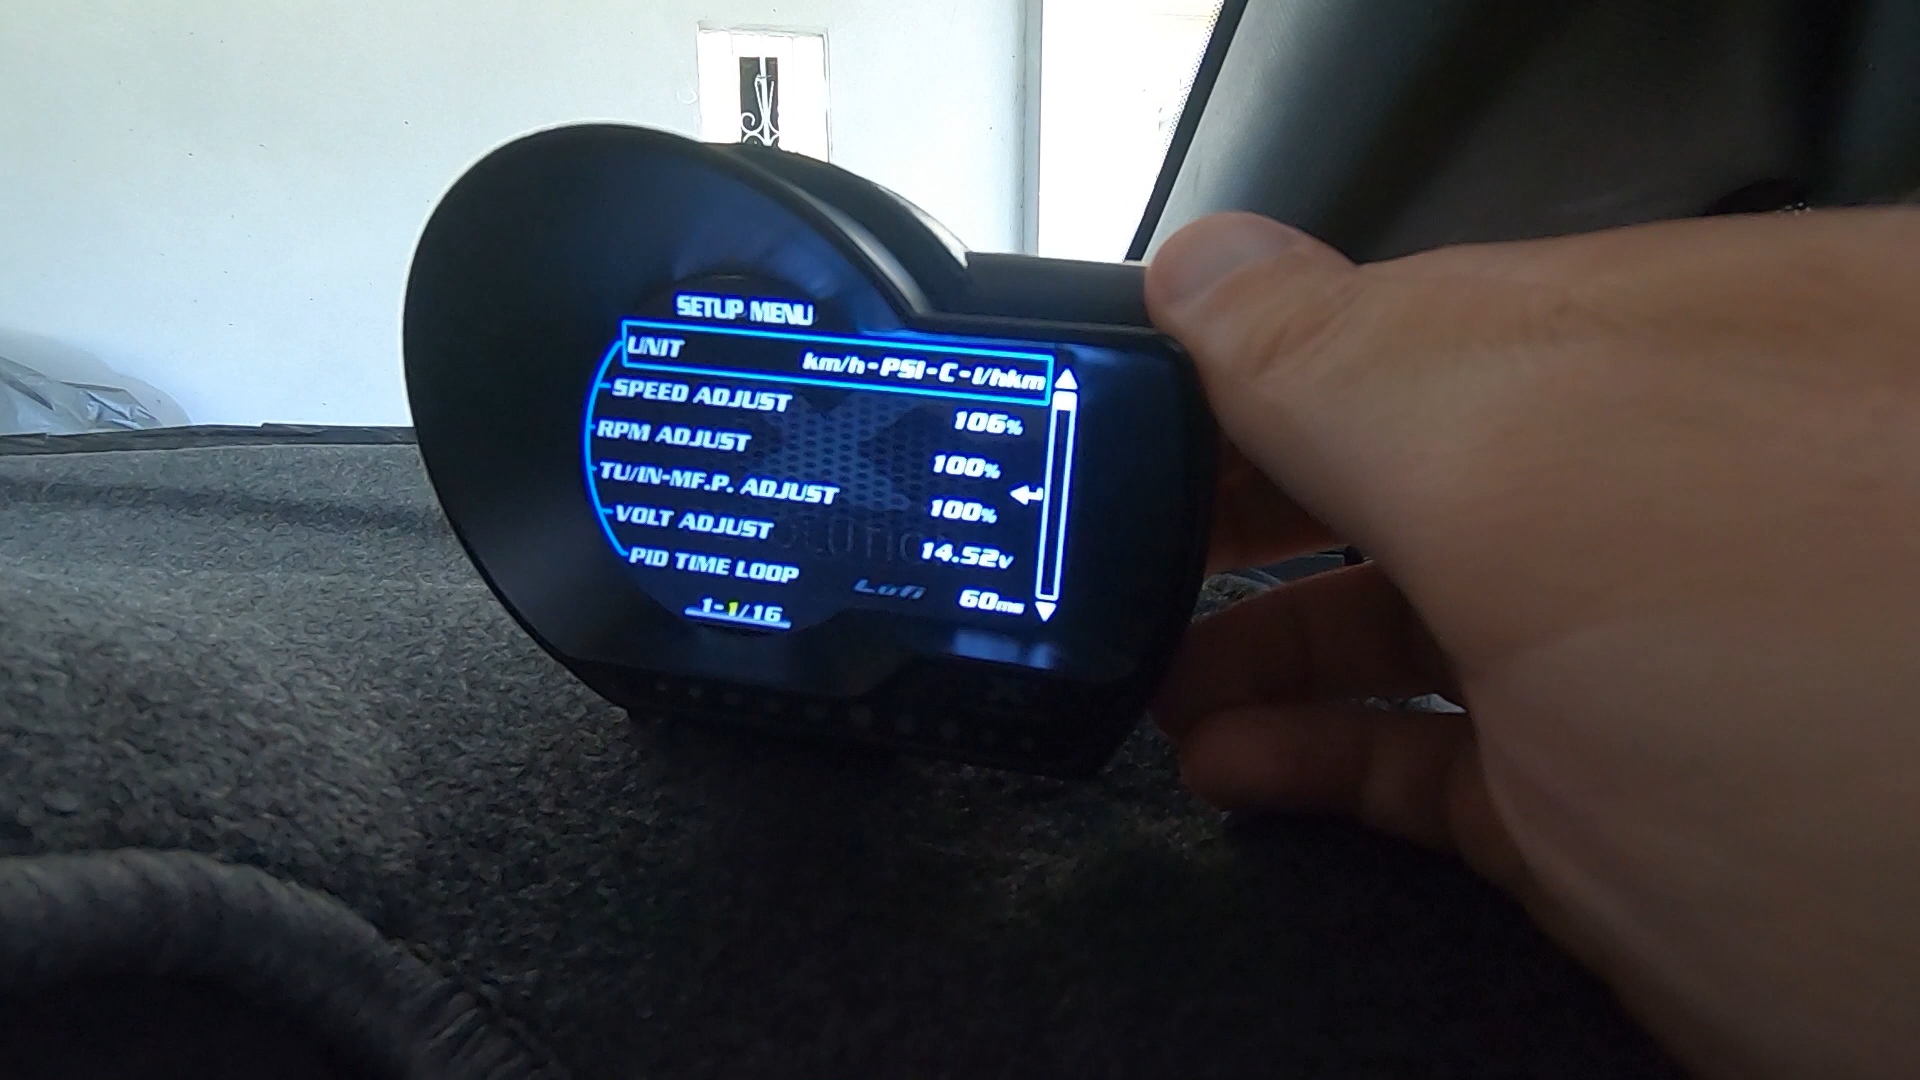 SETUP MENU
UNIT km/h-PSI-C-l/hkm
SPEED ADJUST 106%
RPM ADJUST 100%
TU/IN-MF.P. ADJUST 100%
VOLT ADJUST 14.52v
PID TIME LOOP 60ms
Lufi
1-1/16